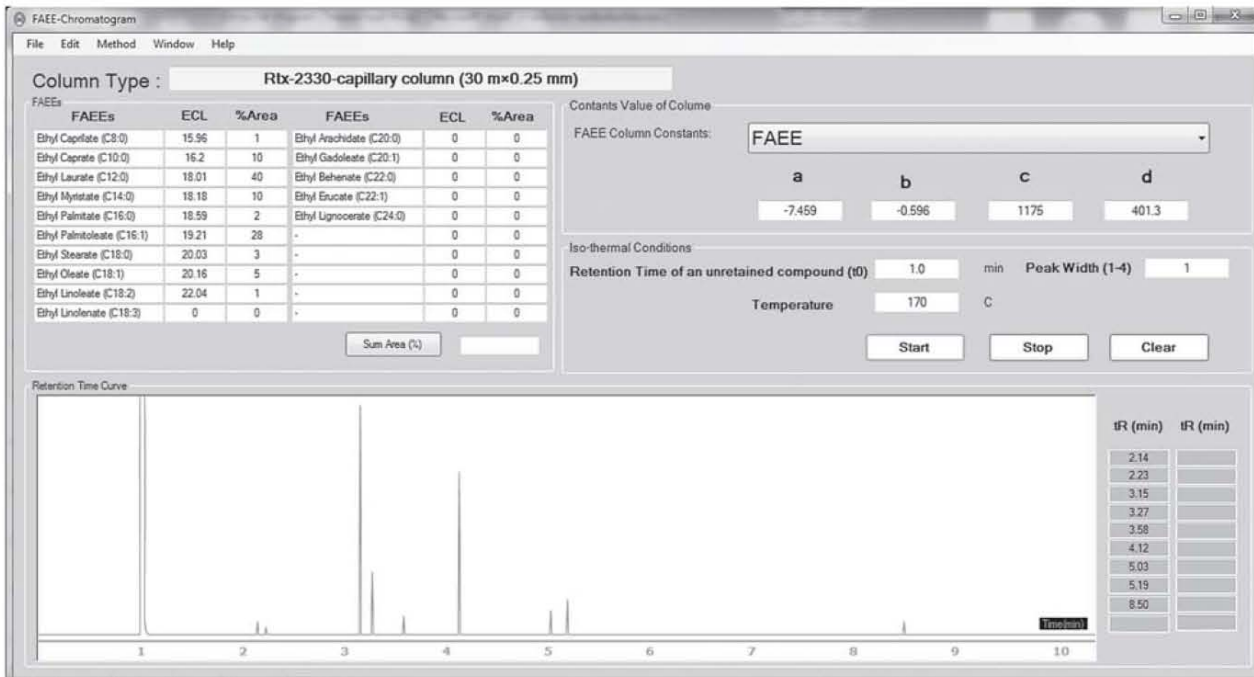 FAEE-Chromatogram
File Edit Method Window Help
Column Type : Rtx-2330-capillary column (30 m×0.25 mm)
FAEEs
FAEEs ECL %Area FAEEs ECL %Area
Ethyl Caprilate (C8:0) 15.96 1 Ethyl Arachidate (C20:0) 0 0
Ethyl Caprate (C10:0) 16.2 10 Ethyl Gadoleate (C20:1) 0 0
Ethyl Laurate (C12:0) 18.01 40 Ethyl Behenate (C22:0) 0 0
Ethyl Myristate (C14:0) 18.18 10 Ethyl Erucate (C22:1) 0 0
Ethyl Palmitate (C16:0) 18.59 2 Ethyl Lignocerate (C24:0) 0 0
Ethyl Palmitoleate (C16:1) 19.21 28 - 0 0
Ethyl Stearate (C18:0) 20.03 3 - 0 0
Ethyl Oleate (C18:1) 20.16 5 - 0 0
Ethyl Linoleate (C18:2) 22.04 1 - 0 0
Ethyl Linolenate (C18:3) 0 0 - 0 0
Sum Area (%)
Contants Value of Colume
FAEE Column Constants: FAEE
a b c d
-7.459 -0.596 1175 401.3
Iso-thermal Conditions
Retention Time of an unretained compound (t0) 1.0 min Peak Width (1-4) 1
Temperature 170 C
Start Stop Clear
Retention Time Curve
tR (min) tR (min)
2.14
2.23
3.15
3.27
3.58
4.12
5.03
5.19
8.50
Time(min)
1 2 3 4 5 6 7 8 9 10